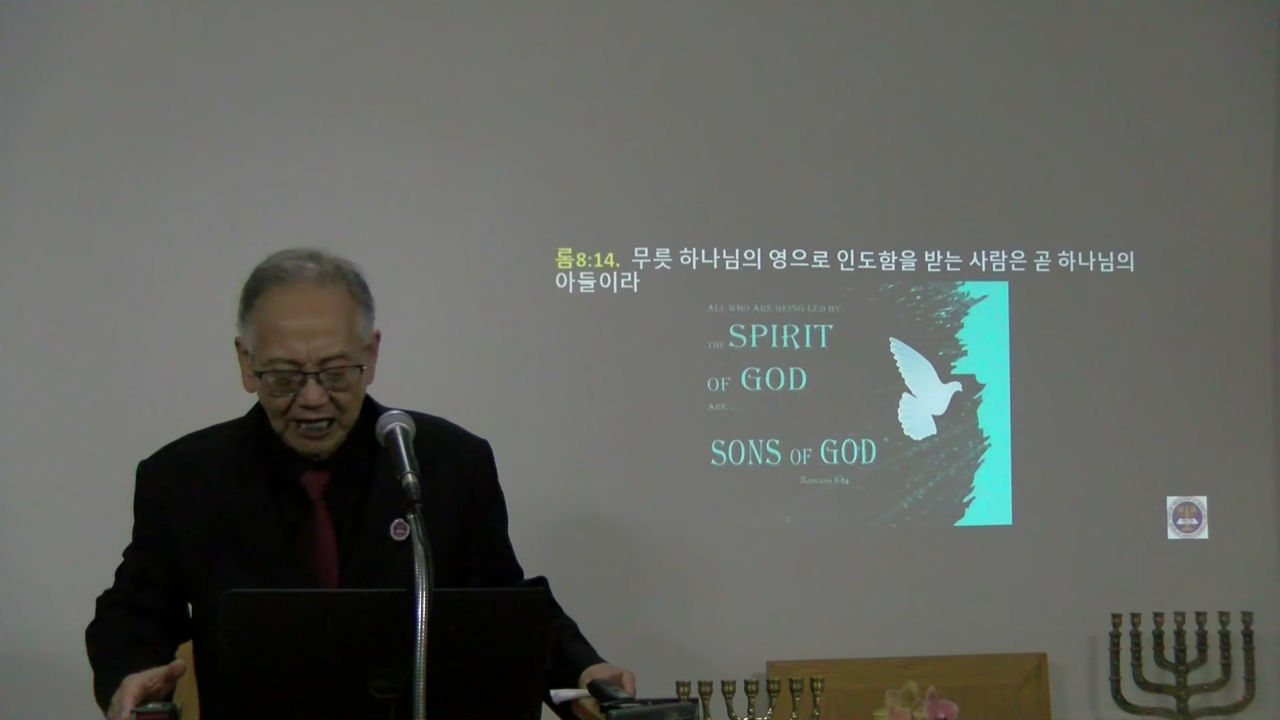 롬8:14. 무릇 하나님의 영으로 인도함을 받는 사람은 곧 하나님의
아들이라
ALL WHO ARE BEING LED BY
THE SPIRIT
OF GOD
ARE...
SONS OF GOD
Romans 8:14